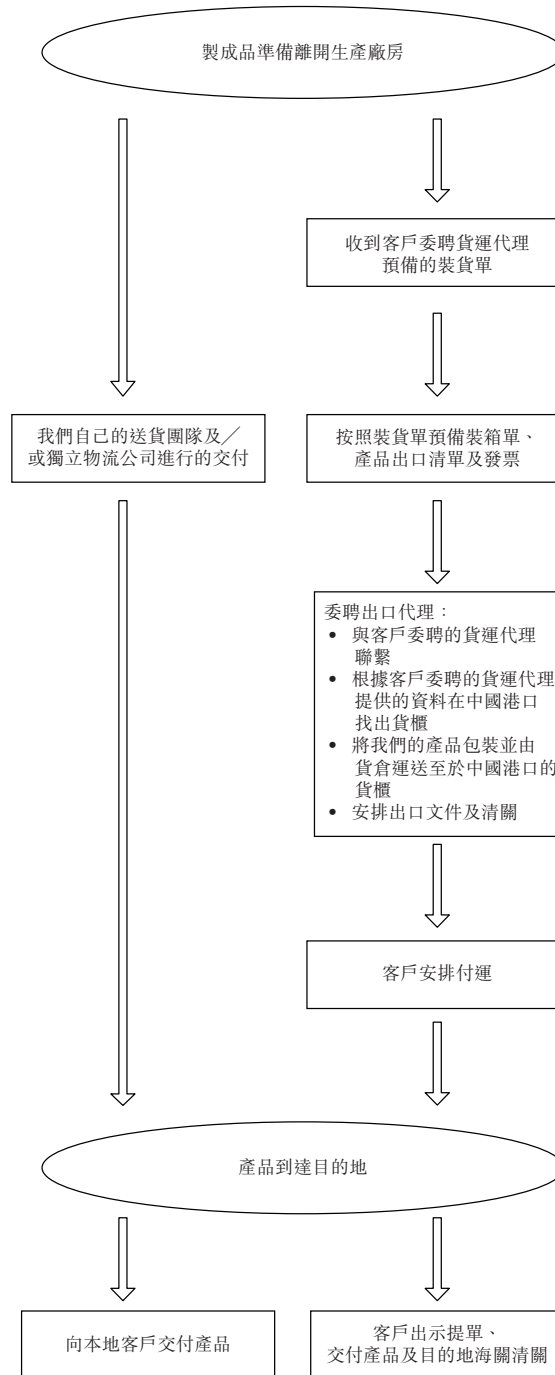 製成品準備離開生產廠房
收到客戶委聘貨運代理
預備的裝貨單
我們自己的送貨團隊及╱
或獨立物流公司進行的交付
按照裝貨單預備裝箱單、
產品出口清單及發票
委聘出口代理：
• 與客戶委聘的貨運代理
聯繫
• 根據客戶委聘的貨運代理
提供的資料在中國港口
找出貨櫃
• 將我們的產品包裝並由
貨倉運送至於中國港口的
貨櫃
• 安排出口文件及清關
客戶安排付運
產品到達目的地
向本地客戶交付產品
客戶出示提單、
交付產品及目的地海關清關